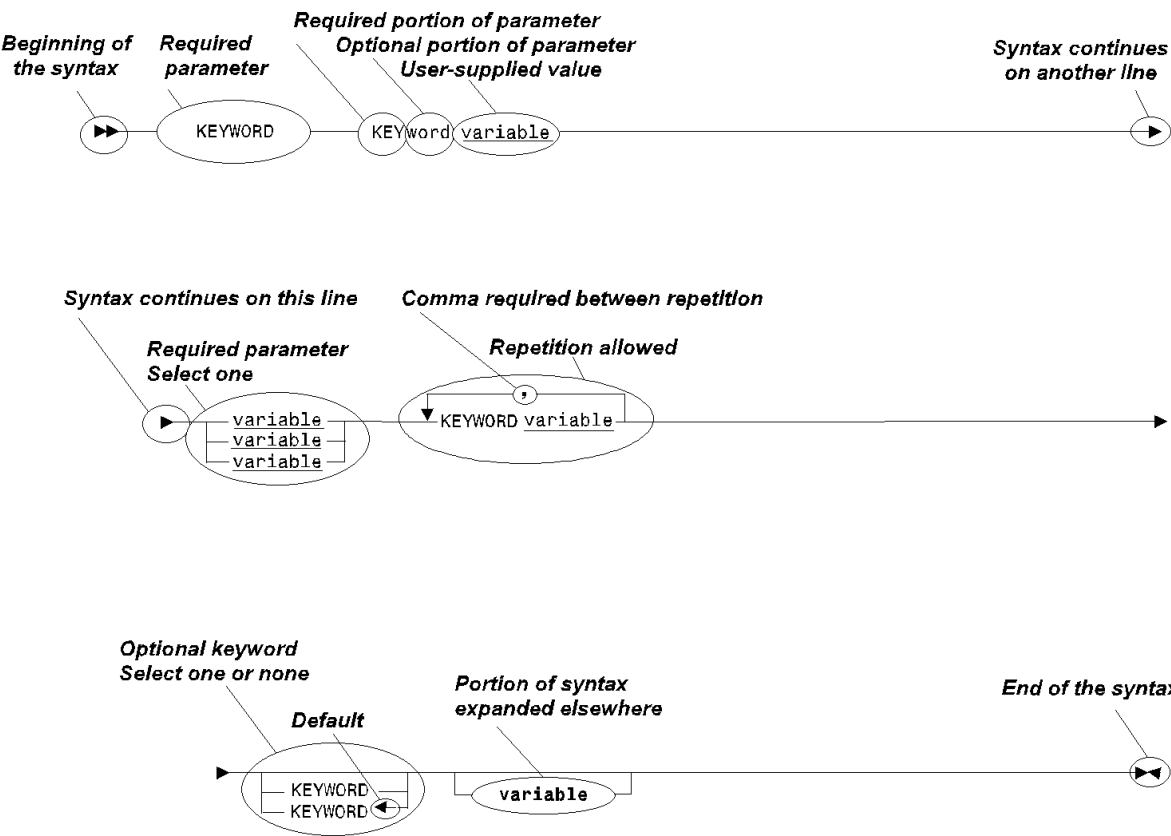 Required portion of parameter
Beginning of
the syntax
Required
parameter
Optional portion of parameter
User-supplied value
Syntax continues
on another line
KEYWORD
KEYword variable
Syntax continues on this line
Comma required between repetition
Required parameter
Select one
Repetition allowed
,
variable
variable
variable
KEYWORD variable
Optional keyword
Select one or none
Default
Portion of syntax
expanded elsewhere
End of the syntax
KEYWORD
KEYWORD
variable